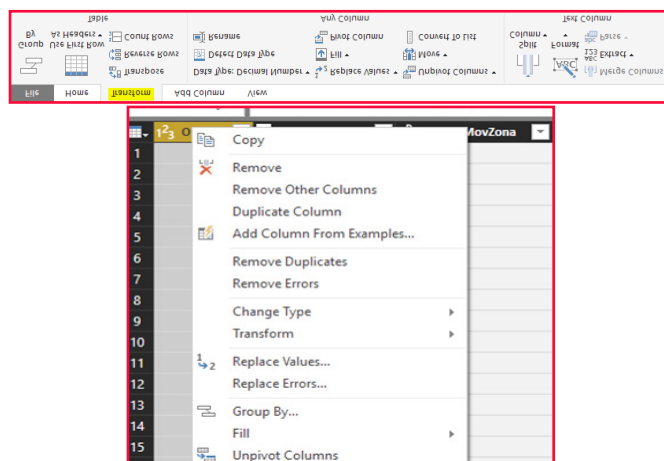 File Home Transform Add Column View
Transpose Data Type: Decimal Number Replace Values Unpivot Columns Merge Columns
Reverse Rows Detect Data Type Fill Move ABC 123 Extract
Group Use First Row Split Format
By As Headers Count Rows Rename Pivot Column Convert to List Column abc Parse
Table Any Column Text Column
1²3 O MovZona
Copy
1
Remove
2
Remove Other Columns
3
Duplicate Column
4
Add Column From Examples...
5
Remove Duplicates
6
Remove Errors
7
8
Change Type
9
Transform
10
Replace Values...
11
Replace Errors...
12
Group By...
13
Fill
14
Unpivot Columns
15